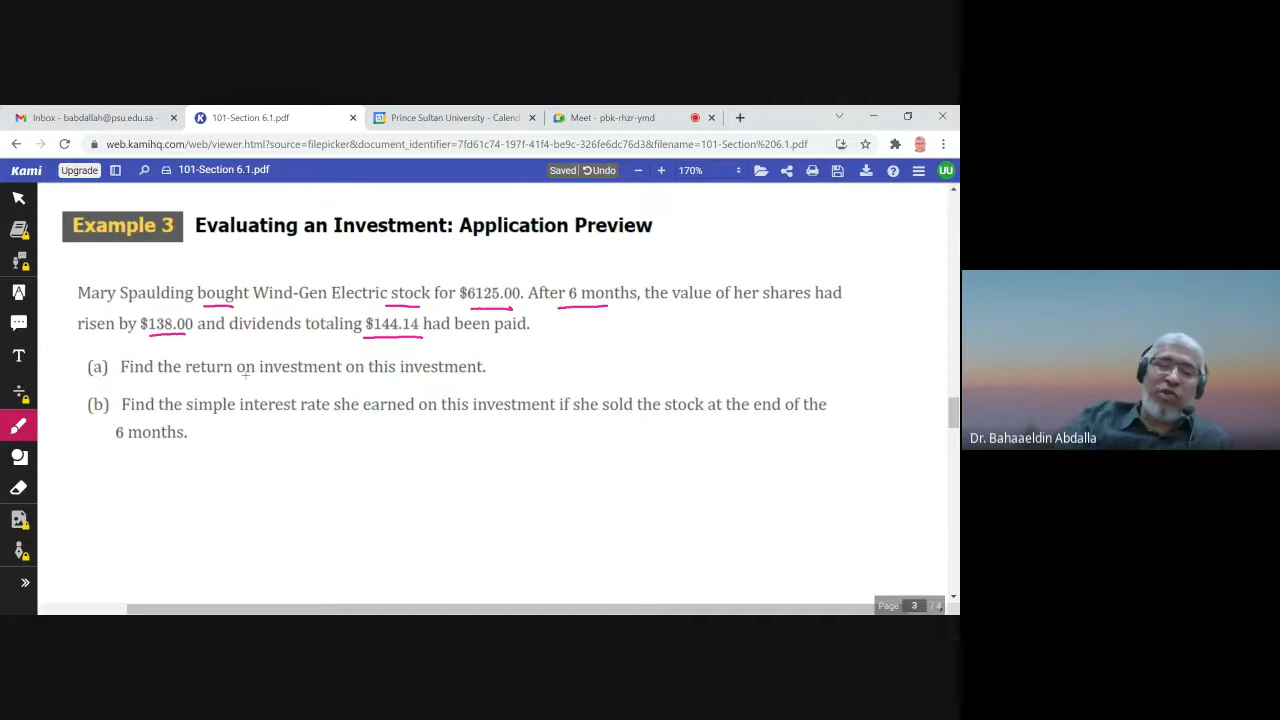 Inbox - babdallah@psu.edu.sa -
101-Section 6.1.pdf
Prince Sultan University - Calend
Meet - pbk-rhzr-ymd
web.kamihq.com/web/viewer.html?source=filepicker&document_identifier=7fd61c74-197f-41f4-be9c-326fe6dc76d3&filename=101-Section%206.1.pdf
Kami
Upgrade
101-Section 6.1.pdf
Saved
Undo
170%
UU
Example 3 Evaluating an Investment: Application Preview
Mary Spaulding bought Wind-Gen Electric stock for $6125.00. After 6 months, the value of her shares had
risen by $138.00 and dividends totaling $144.14 had been paid.
(a) Find the return on investment on this investment.
(b) Find the simple interest rate she earned on this investment if she sold the stock at the end of the
6 months.
Dr. Bahaaeldin Abdalla
Page 3 / 4